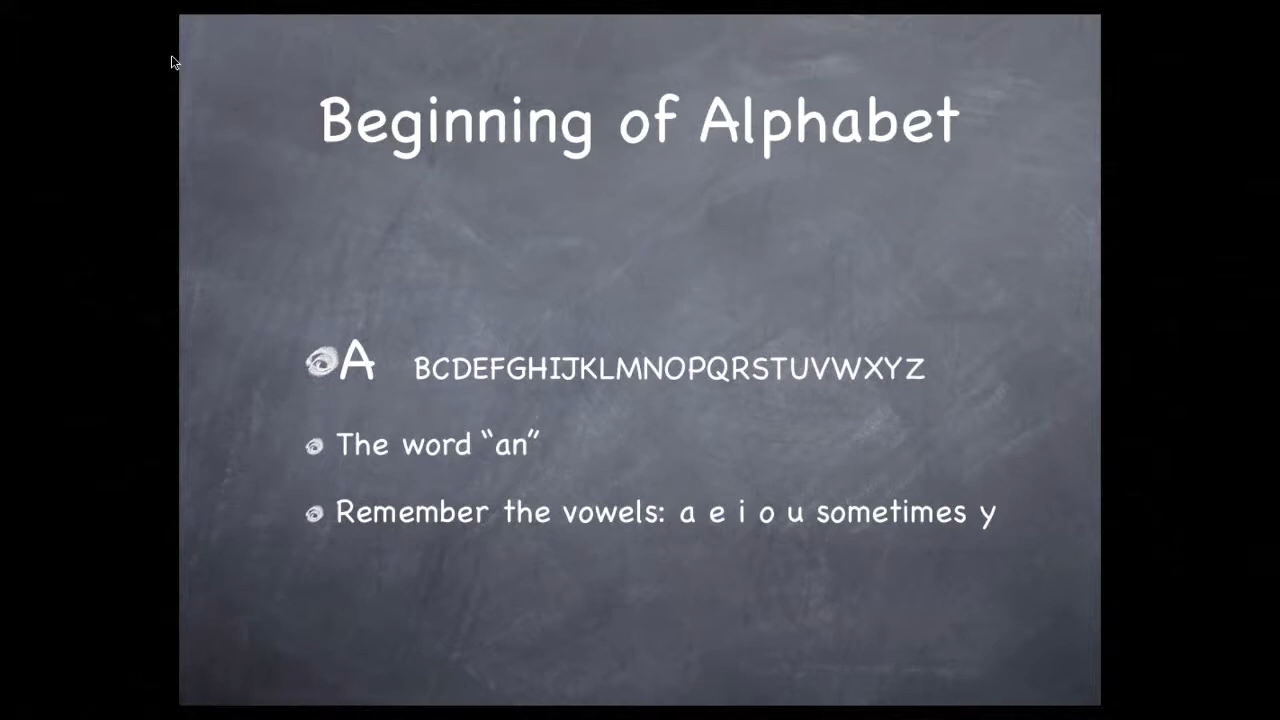 Beginning of Alphabet
A BCDEFGHIJKLMNOPQRSTUVWXYZ
The word “an”
Remember the vowels: a e i o u sometimes y